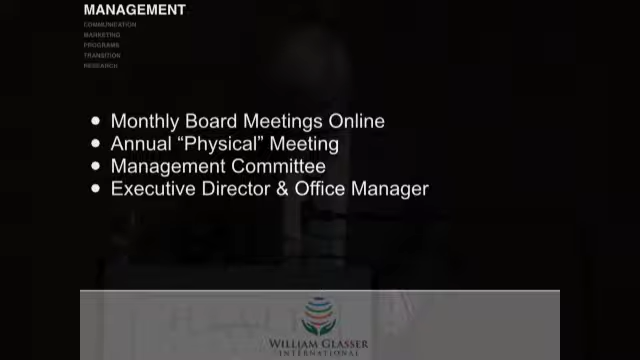 MANAGEMENT
COMMUNICATION
MARKETING
PROGRAMS
TRANSITION
RESEARCH
• Monthly Board Meetings Online
• Annual “Physical” Meeting
• Management Committee
• Executive Director & Office Manager
WILLIAM GLASSER
INTERNATIONAL